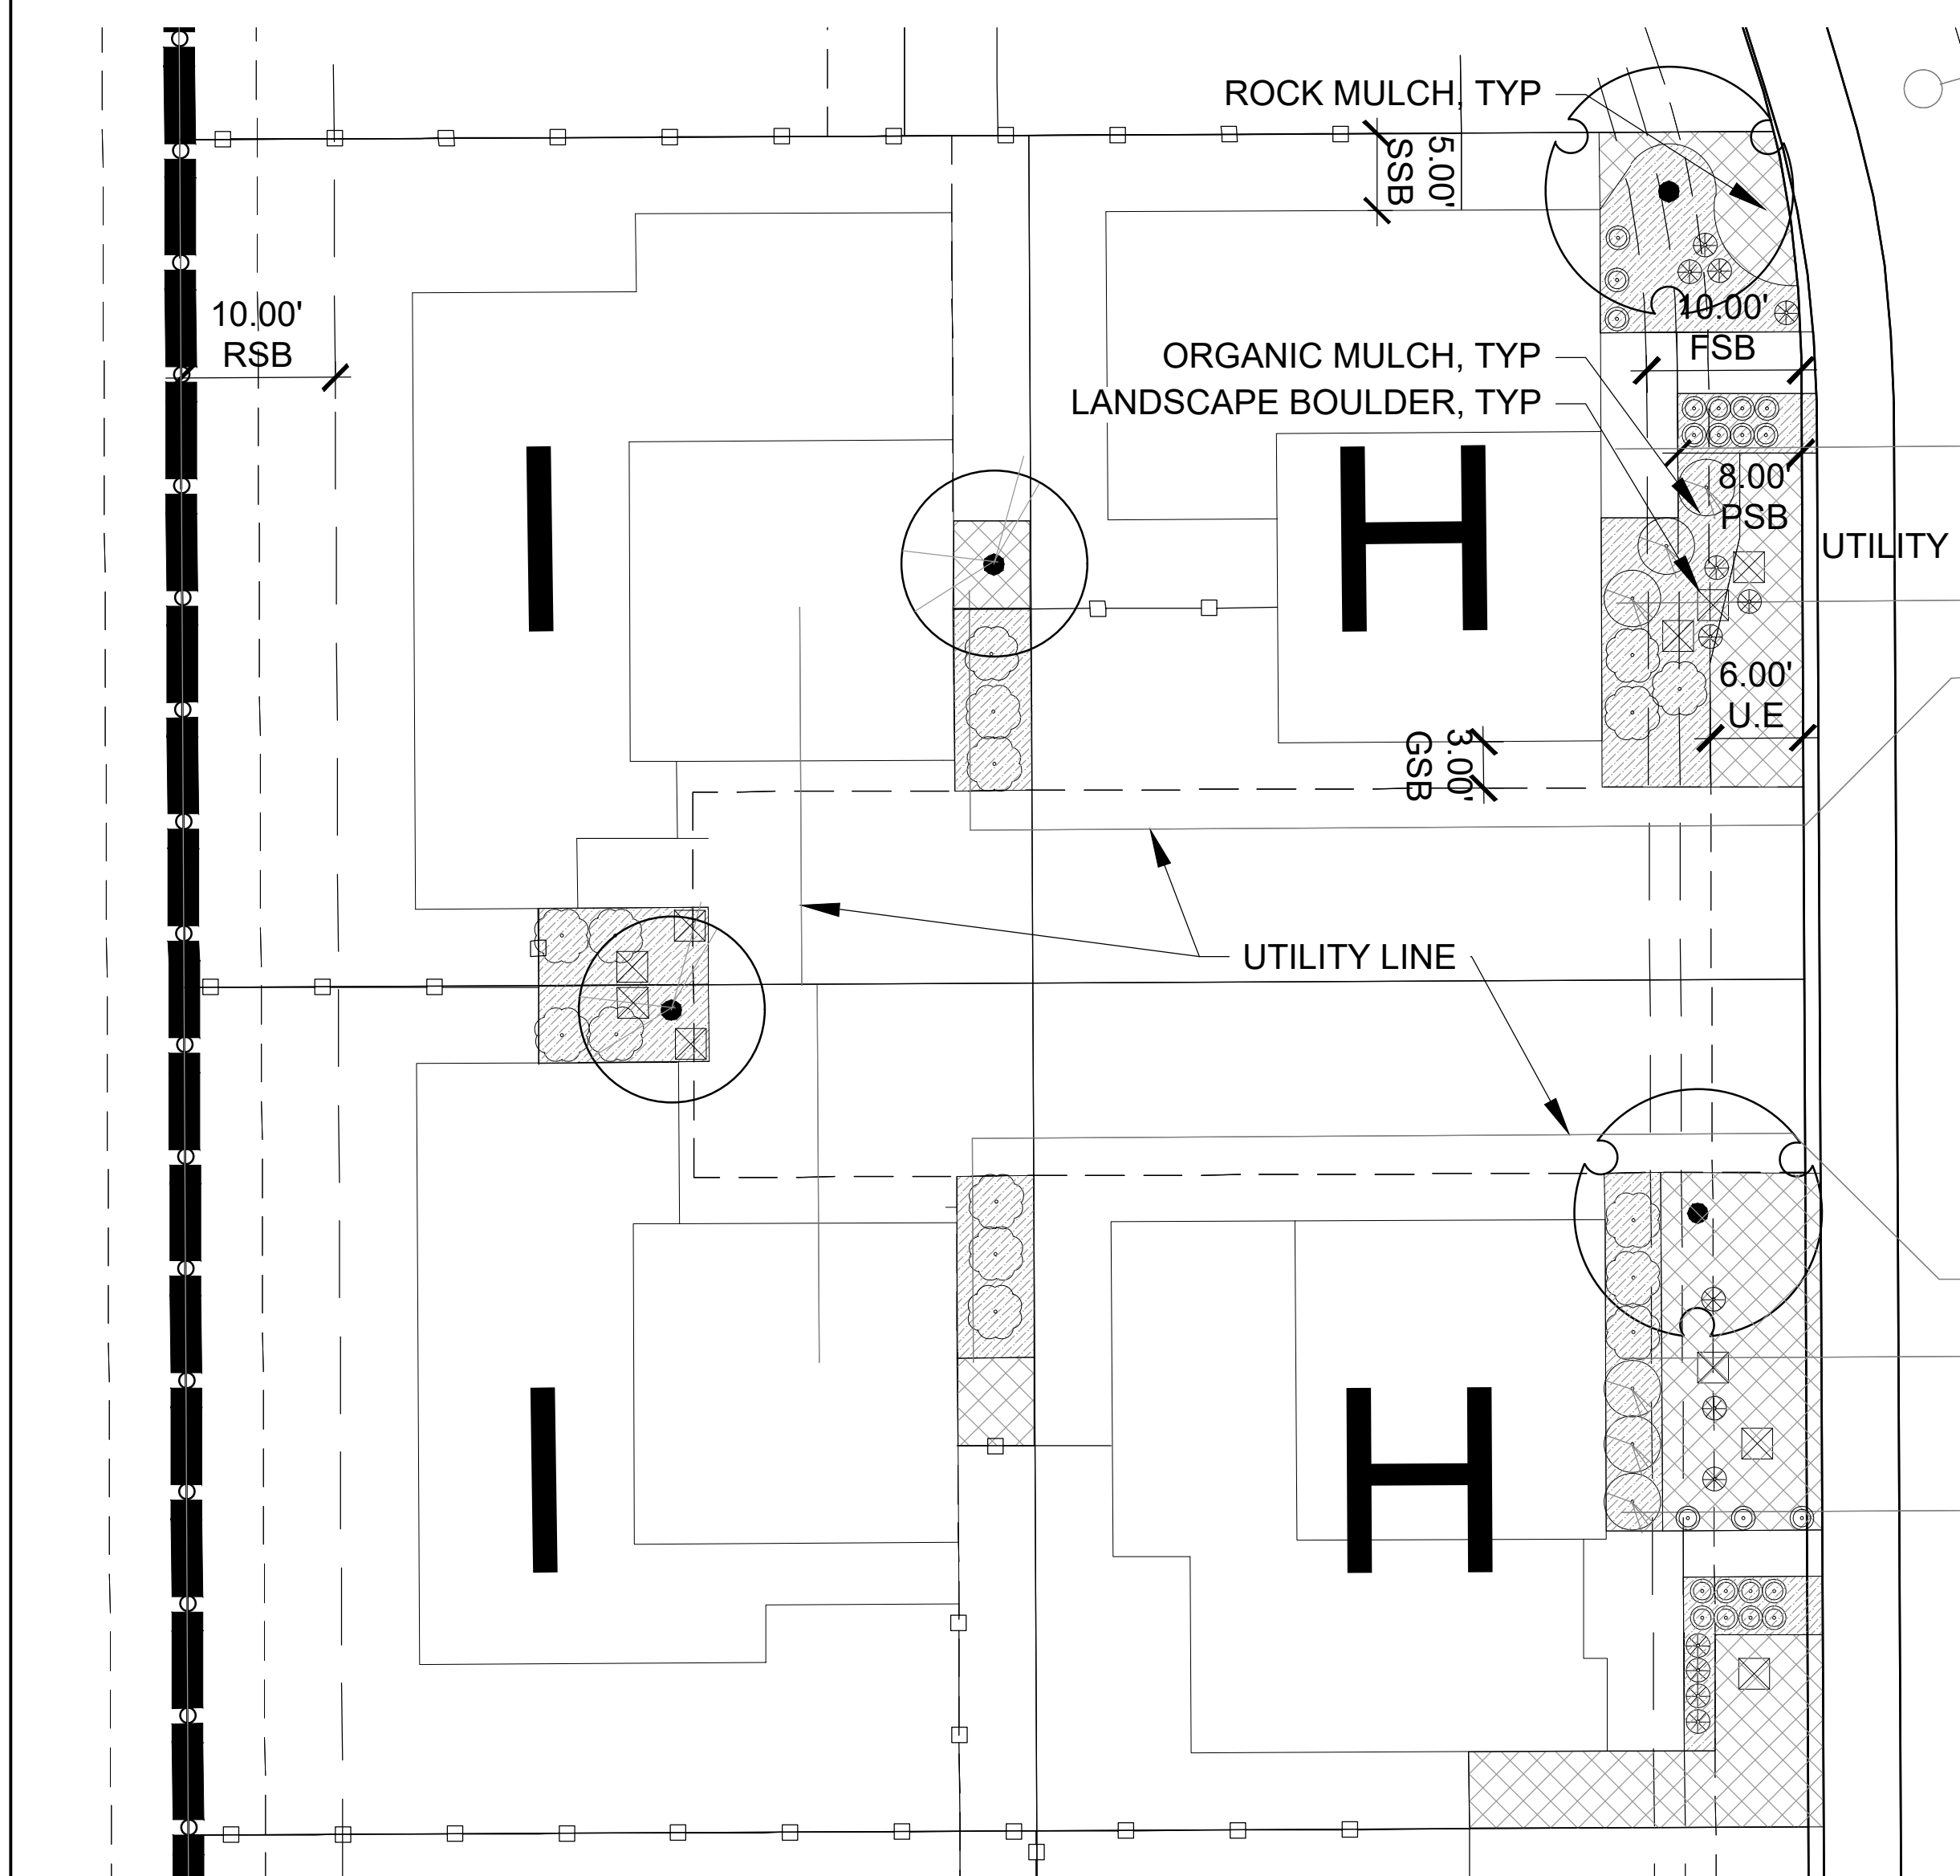 ROCK MULCH, TYP
5.00'
SSB
10.00'
RSB
10.00'
FSB
ORGANIC MULCH, TYP
LANDSCAPE BOULDER, TYP
I
H
8.00'
PSB
UTILITY
6.00'
U.E
3.00'
GSB
UTILITY LINE
I
H